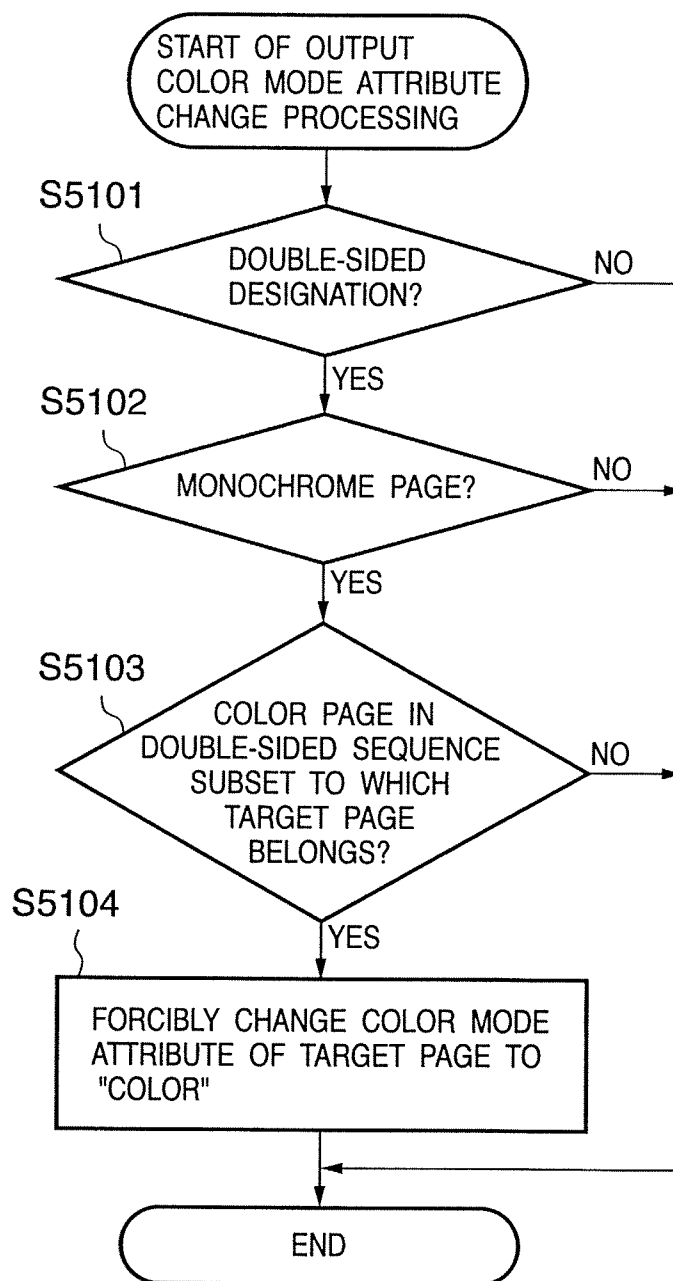 START OF OUTPUT
COLOR MODE ATTRIBUTE
CHANGE PROCESSING
S5101
DOUBLE-SIDED
DESIGNATION?
NO
YES
S5102
MONOCHROME PAGE?
NO
YES
S5103
COLOR PAGE IN
DOUBLE-SIDED SEQUENCE
SUBSET TO WHICH
TARGET PAGE
BELONGS?
NO
YES
S5104
FORCIBLY CHANGE COLOR MODE
ATTRIBUTE OF TARGET PAGE TO
"COLOR"
END